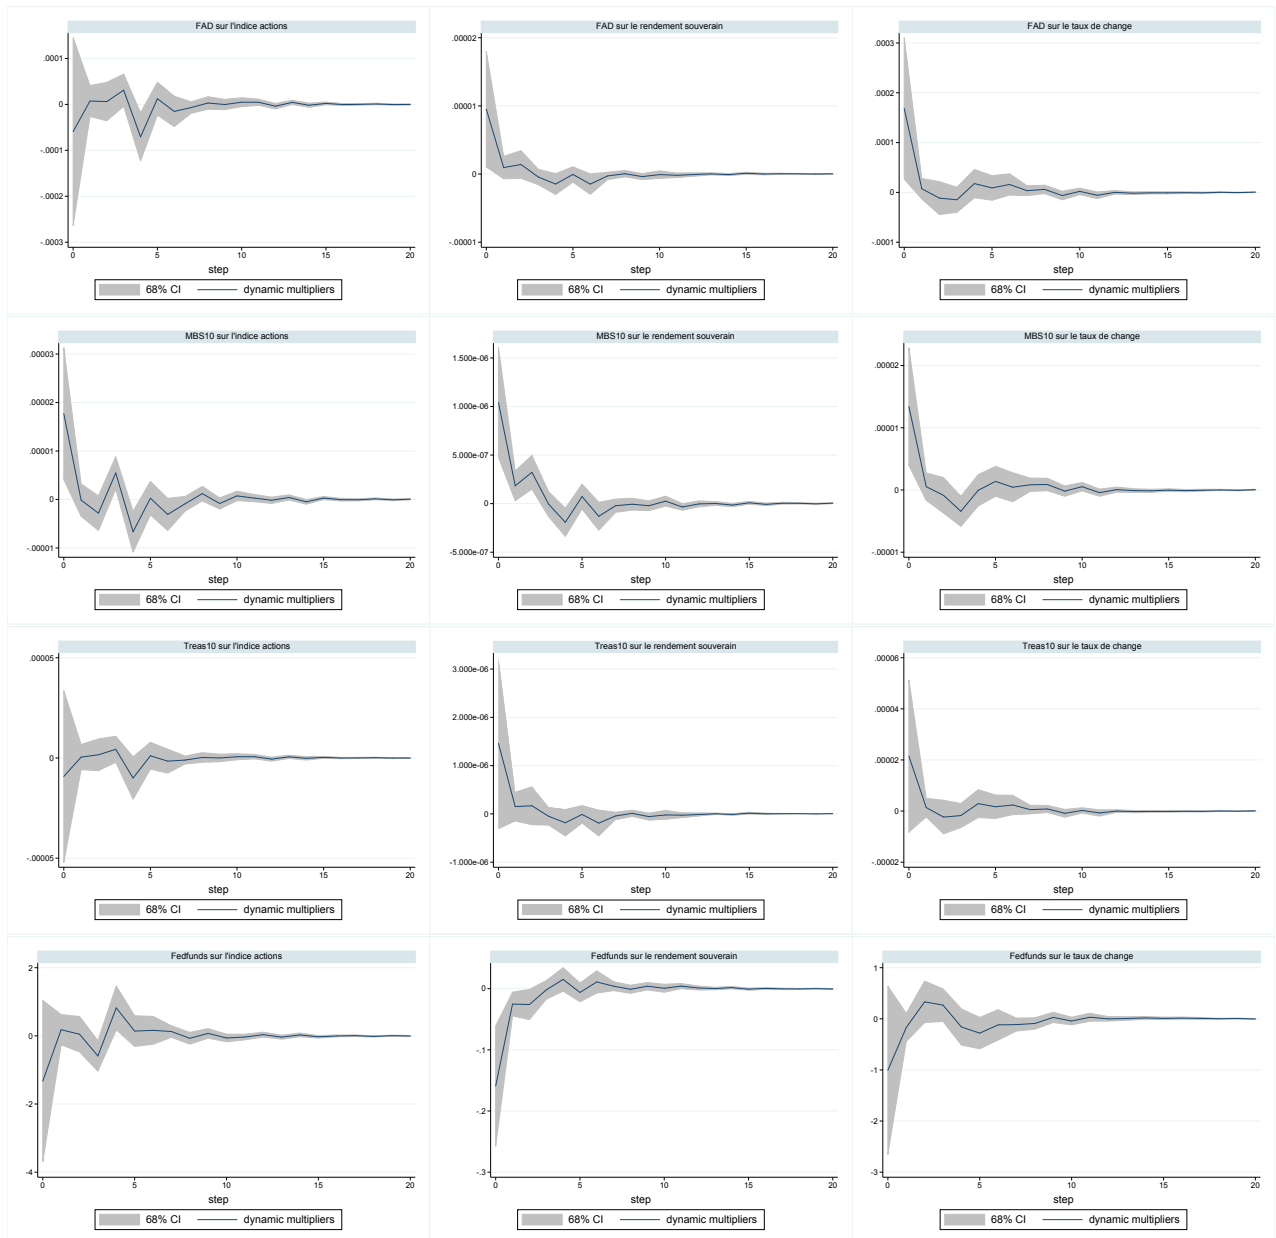 FAD sur l'indice actions
.0001
0
-.0001
-.0002
-.0003
0 5 10 15 20
step
68% CI dynamic multipliers
FAD sur le rendement souverain
.00002
.00001
0
-.00001
0 5 10 15 20
step
68% CI dynamic multipliers
FAD sur le taux de change
.0003
.0002
.0001
0
-.0001
0 5 10 15 20
step
68% CI dynamic multipliers
MBS10 sur l'indice actions
.00003
.00002
.00001
0
-.00001
0 5 10 15 20
step
68% CI dynamic multipliers
MBS10 sur le rendement souverain
1.500e-06
1.000e-06
5.000e-07
0
-5.000e-07
0 5 10 15 20
step
68% CI dynamic multipliers
MBS10 sur le taux de change
.00002
.00001
0
-.00001
0 5 10 15 20
step
68% CI dynamic multipliers
Treas10 sur l'indice actions
.00005
0
-.00005
0 5 10 15 20
step
68% CI dynamic multipliers
Treas10 sur le rendement souverain
3.000e-06
2.000e-06
1.000e-06
0
-1.000e-06
0 5 10 15 20
step
68% CI dynamic multipliers
Treas10 sur le taux de change
.00006
.00004
.00002
0
-.00002
0 5 10 15 20
step
68% CI dynamic multipliers
Fedfunds sur l'indice actions
2
0
-2
-4
0 5 10 15 20
step
68% CI dynamic multipliers
Fedfunds sur le rendement souverain
0
-.1
-.2
-.3
0 5 10 15 20
step
68% CI dynamic multipliers
Fedfunds sur le taux de change
1
0
-1
-2
-3
0 5 10 15 20
step
68% CI dynamic multipliers